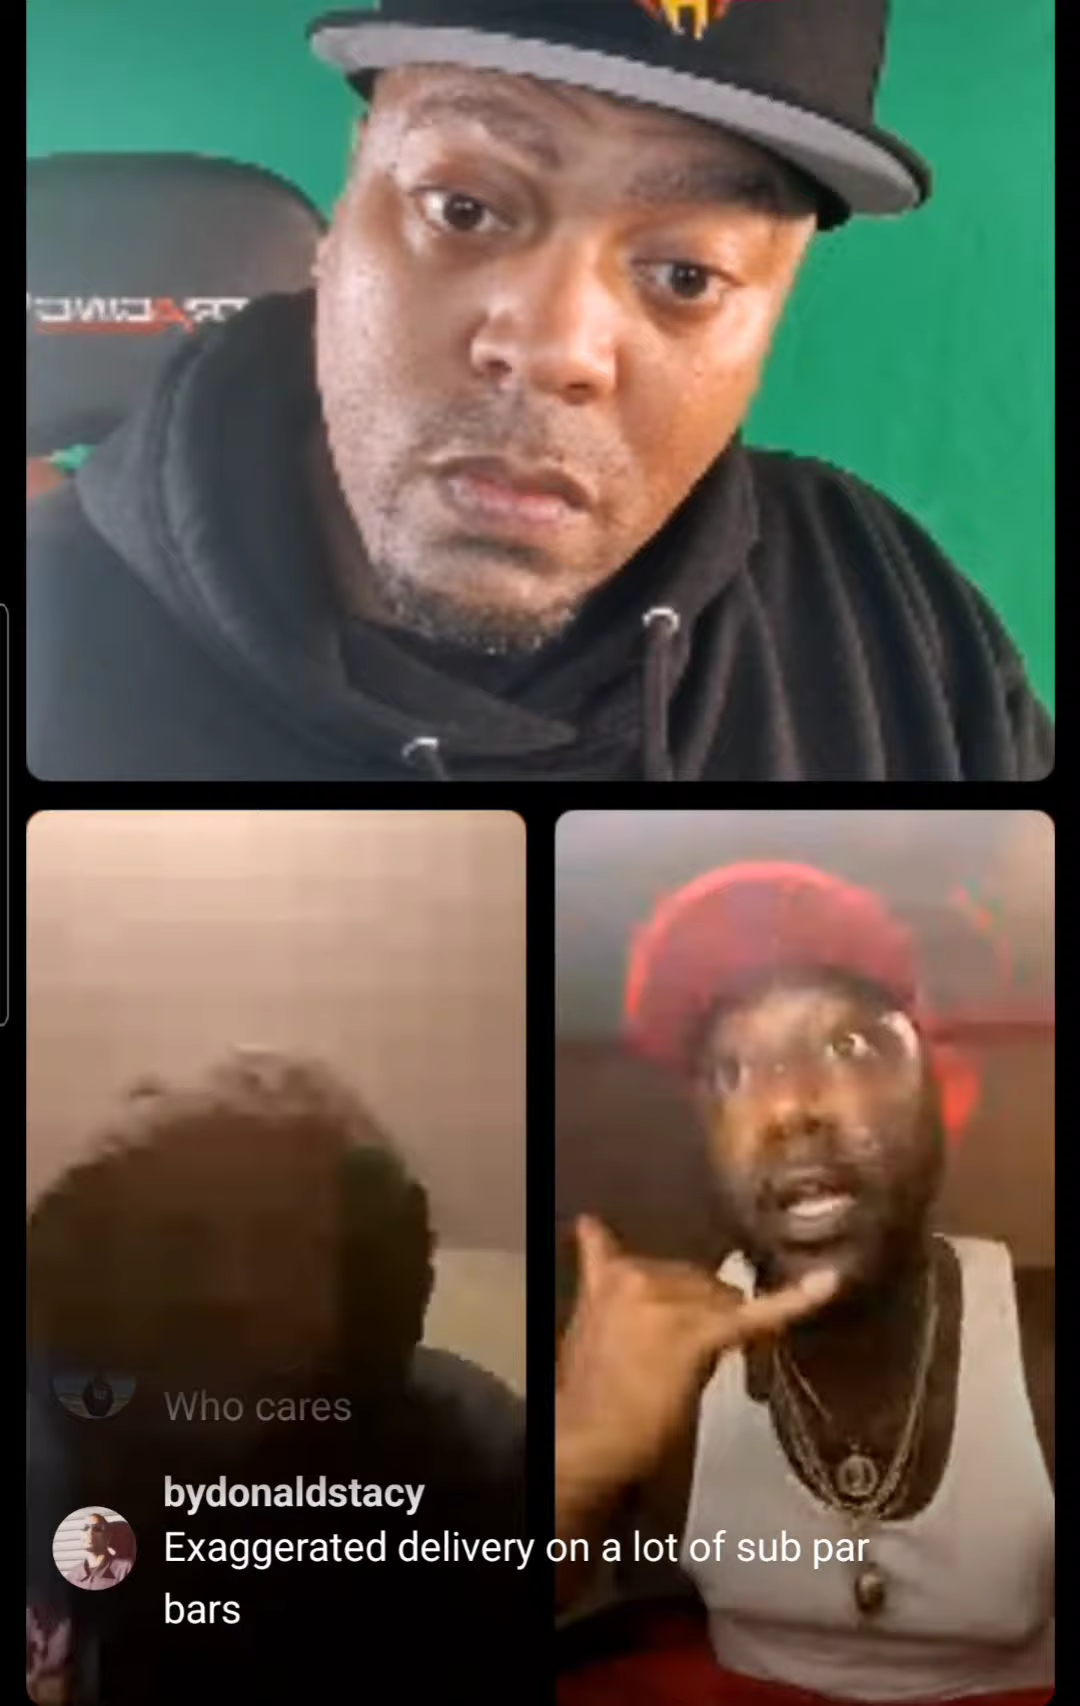 Who cares
bydonaldstacy
Exaggerated delivery on a lot of sub par
bars